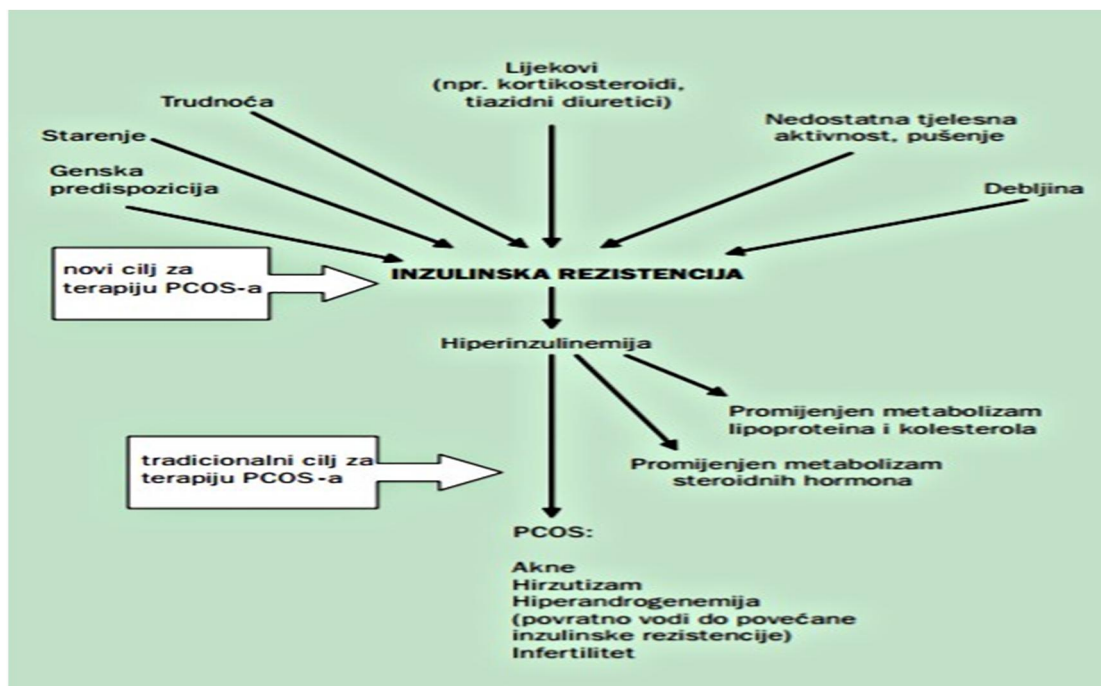 Lijekovi
(npr. kortikosteroidi,
tiazidni diuretici)
Trudnoća
Nedostatna tjelesna
aktivnost, pušenje
Starenje
Genska
predispozicija
Debljina
novi cilj za
terapiju PCOS-a
INZULINSKA REZISTENCIJA
Hiperinzulinemija
Promijenjen metabolizam
lipoproteina i kolesterola
tradicionalni cilj za
terapiju PCOS-a
Promijenjen metabolizam
steroidnih hormona
PCOS:
Akne
Hirzutizam
Hiperandrogenemija
(povratno vodi do povećane
inzulinske rezistencije)
Infertilitet